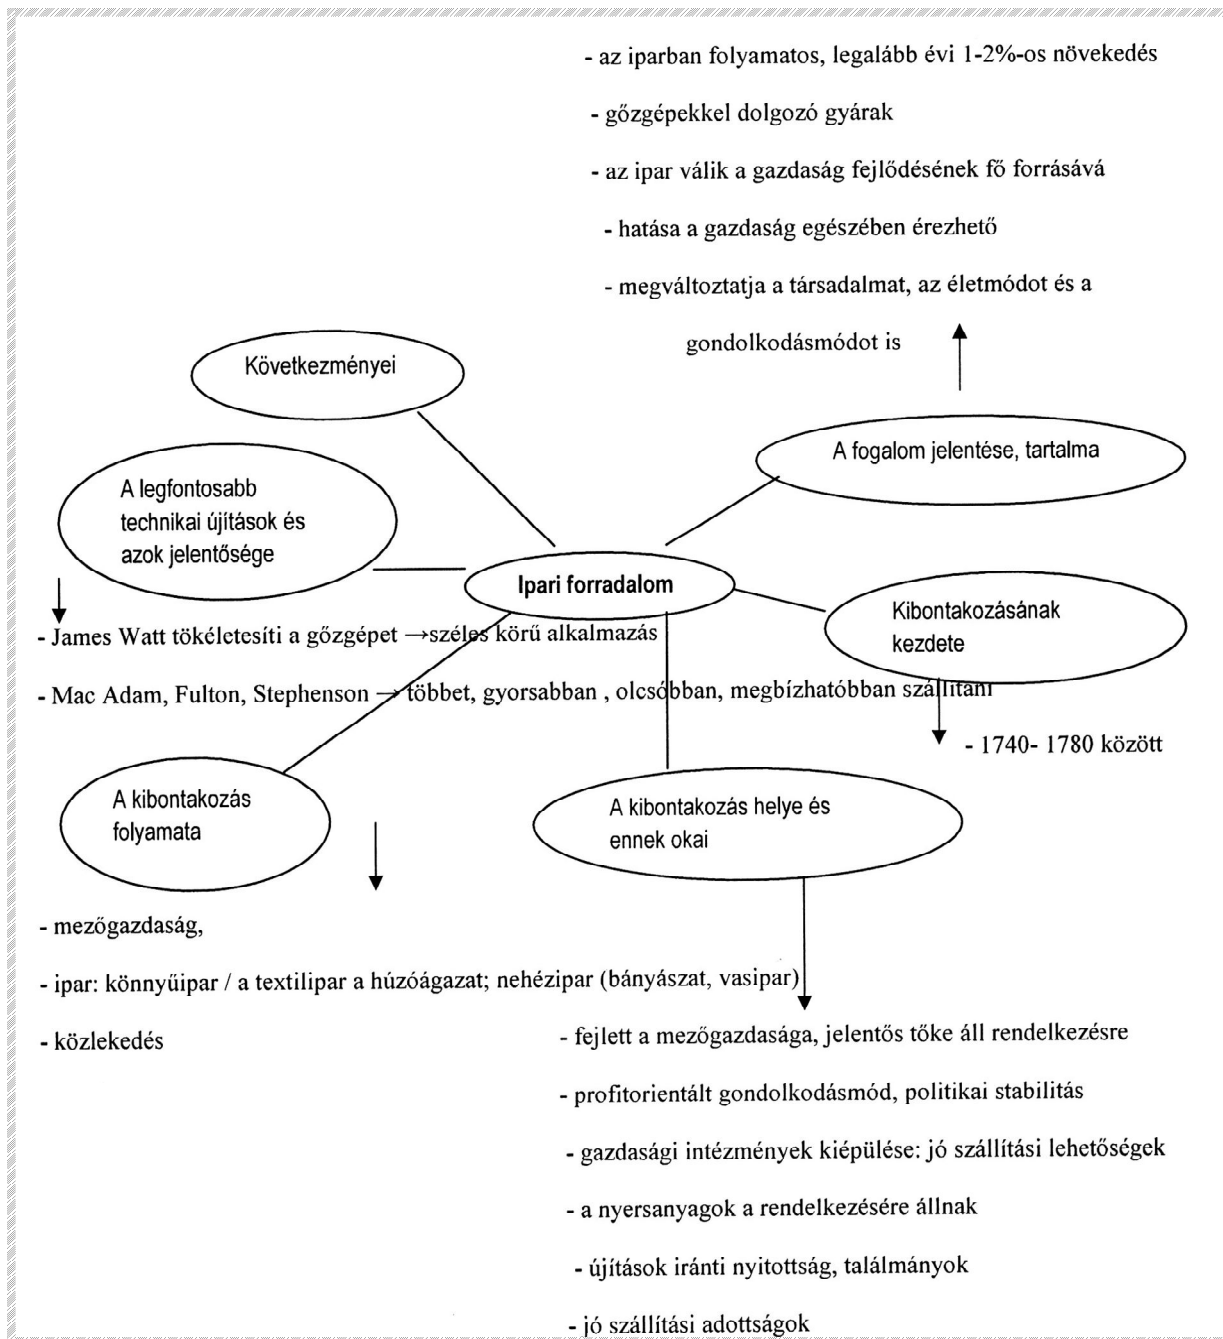 - az iparban folyamatos, legalább évi 1-2%-os növekedés
- gőzgépekkel dolgozó gyárak
- az ipar válik a gazdaság fejlődésének fő forrásává
- hatása a gazdaság egészében érezhető
- megváltoztatja a társadalmat, az életmódot és a
gondolkodásmódot is
Következményei
A fogalom jelentése, tartalma
A legfontosabb
technikai újítások és
azok jelentősége
Ipari forradalom
Kibontakozásának
kezdete
- James Watt tökéletesíti a gőzgépet →széles körű alkalmazás
- Mac Adam, Fulton, Stephenson → többet, gyorsabban , olcsóbban, megbízhatóbban szállítani
- 1740- 1780 között
A kibontakozás
folyamata
A kibontakozás helye és
ennek okai
- mezőgazdaság,
- ipar: könnyűipar / a textilipar a húzóágazat; nehézipar (bányászat, vasipar)
- közlekedés
- fejlett a mezőgazdasága, jelentős tőke áll rendelkezésre
- profitorientált gondolkodásmód, politikai stabilitás
- gazdasági intézmények kiépülése: jó szállítási lehetőségek
- a nyersanyagok a rendelkezésére állnak
- újítások iránti nyitottság, találmányok
- jó szállítási adottságok